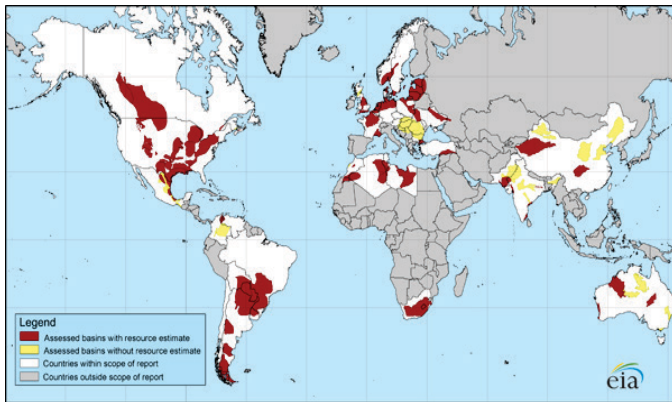 Legend
Assessed basins with resource estimate
Assessed basins without resource estimate
Countries within scope of report
Countries outside scope of report
eia